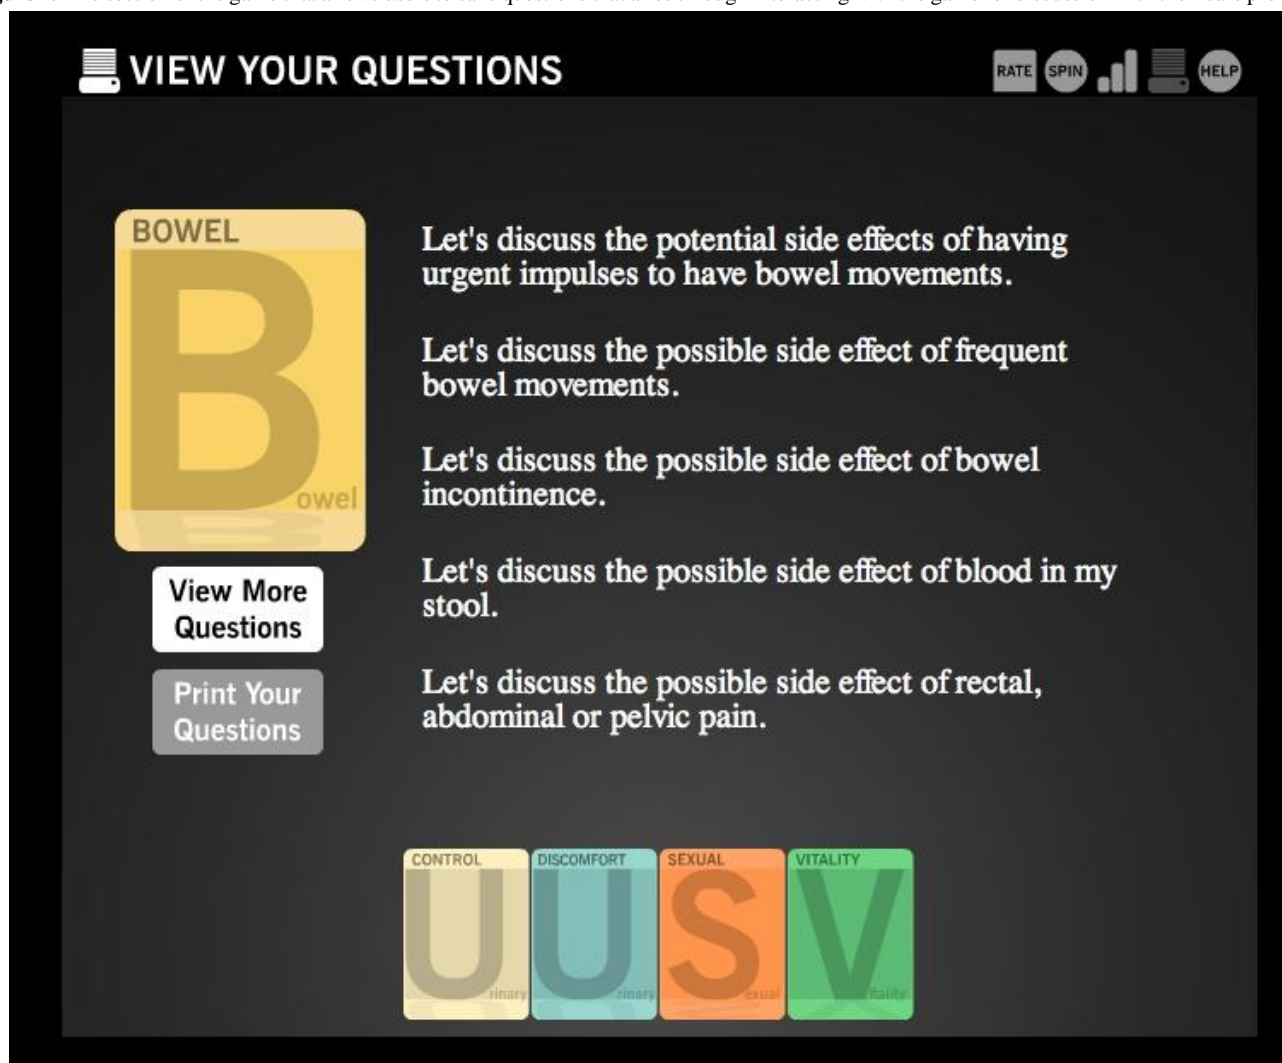 VIEW YOUR QUESTIONS
RATE SPIN HELP
BOWEL
B
owel
Let's discuss the potential side effects of having
urgent impulses to have bowel movements.
Let's discuss the possible side effect of frequent
bowel movements.
Let's discuss the possible side effect of bowel
incontinence.
Let's discuss the possible side effect of blood in my
stool.
Let's discuss the possible side effect of rectal,
abdominal or pelvic pain.
View More
Questions
Print Your
Questions
CONTROL DISCOMFORT SEXUAL VITALITY
U U S V
rinary rinary exual itality